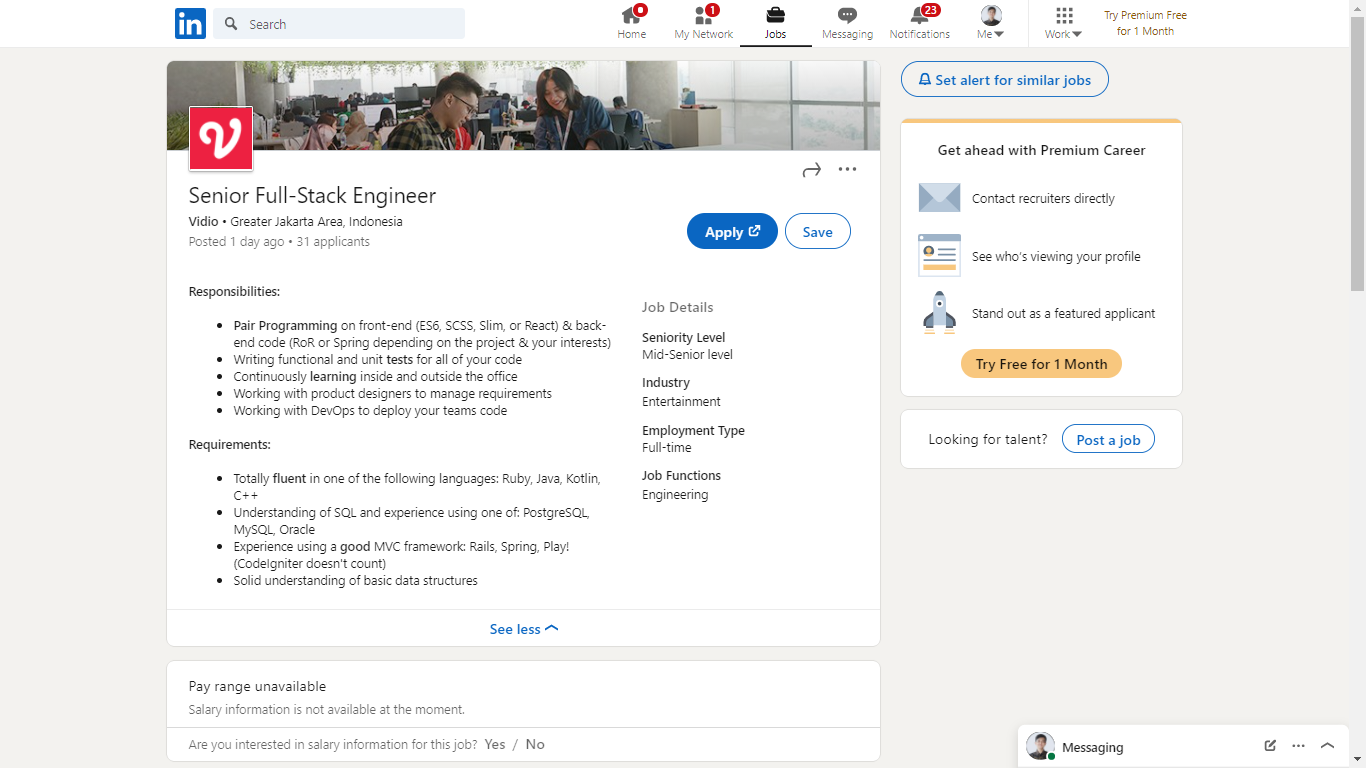 in
Search
Home
1
My Network
Jobs
Messaging
23
Notifications
Me
Work
Try Premium Free
for 1 Month
V
Senior Full-Stack Engineer
Vidio • Greater Jakarta Area, Indonesia
Posted 1 day ago • 31 applicants
Apply
Save
Responsibilities:
• Pair Programming on front-end (ES6, SCSS, Slim, or React) & back-
end code (RoR or Spring depending on the project & your interests)
• Writing functional and unit tests for all of your code
• Continuously learning inside and outside the office
• Working with product designers to manage requirements
• Working with DevOps to deploy your teams code
Requirements:
• Totally fluent in one of the following languages: Ruby, Java, Kotlin,
C++
• Understanding of SQL and experience using one of: PostgreSQL,
MySQL, Oracle
• Experience using a good MVC framework: Rails, Spring, Play!
(CodeIgniter doesn't count)
• Solid understanding of basic data structures
Job Details
Seniority Level
Mid-Senior level
Industry
Entertainment
Employment Type
Full-time
Job Functions
Engineering
See less
Pay range unavailable
Salary information is not available at the moment.
Are you interested in salary information for this job? Yes / No
Set alert for similar jobs
Get ahead with Premium Career
Contact recruiters directly
See who's viewing your profile
Stand out as a featured applicant
Try Free for 1 Month
Looking for talent?
Post a job
Messaging